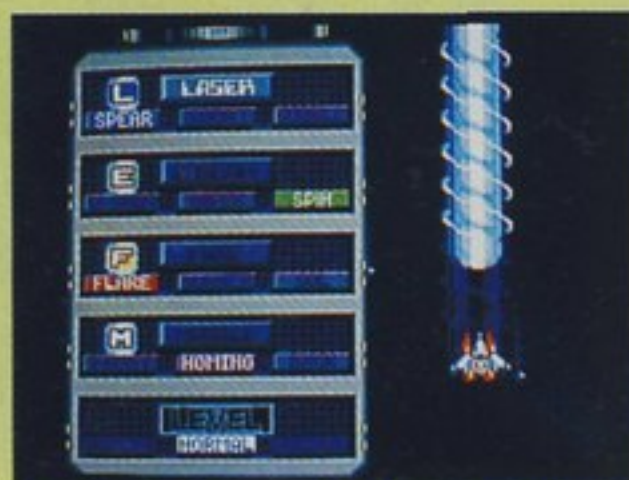 L LASER
SPEAR
E
SPIN
F
FLARE
M
HOMING
LEVEL
NORMAL